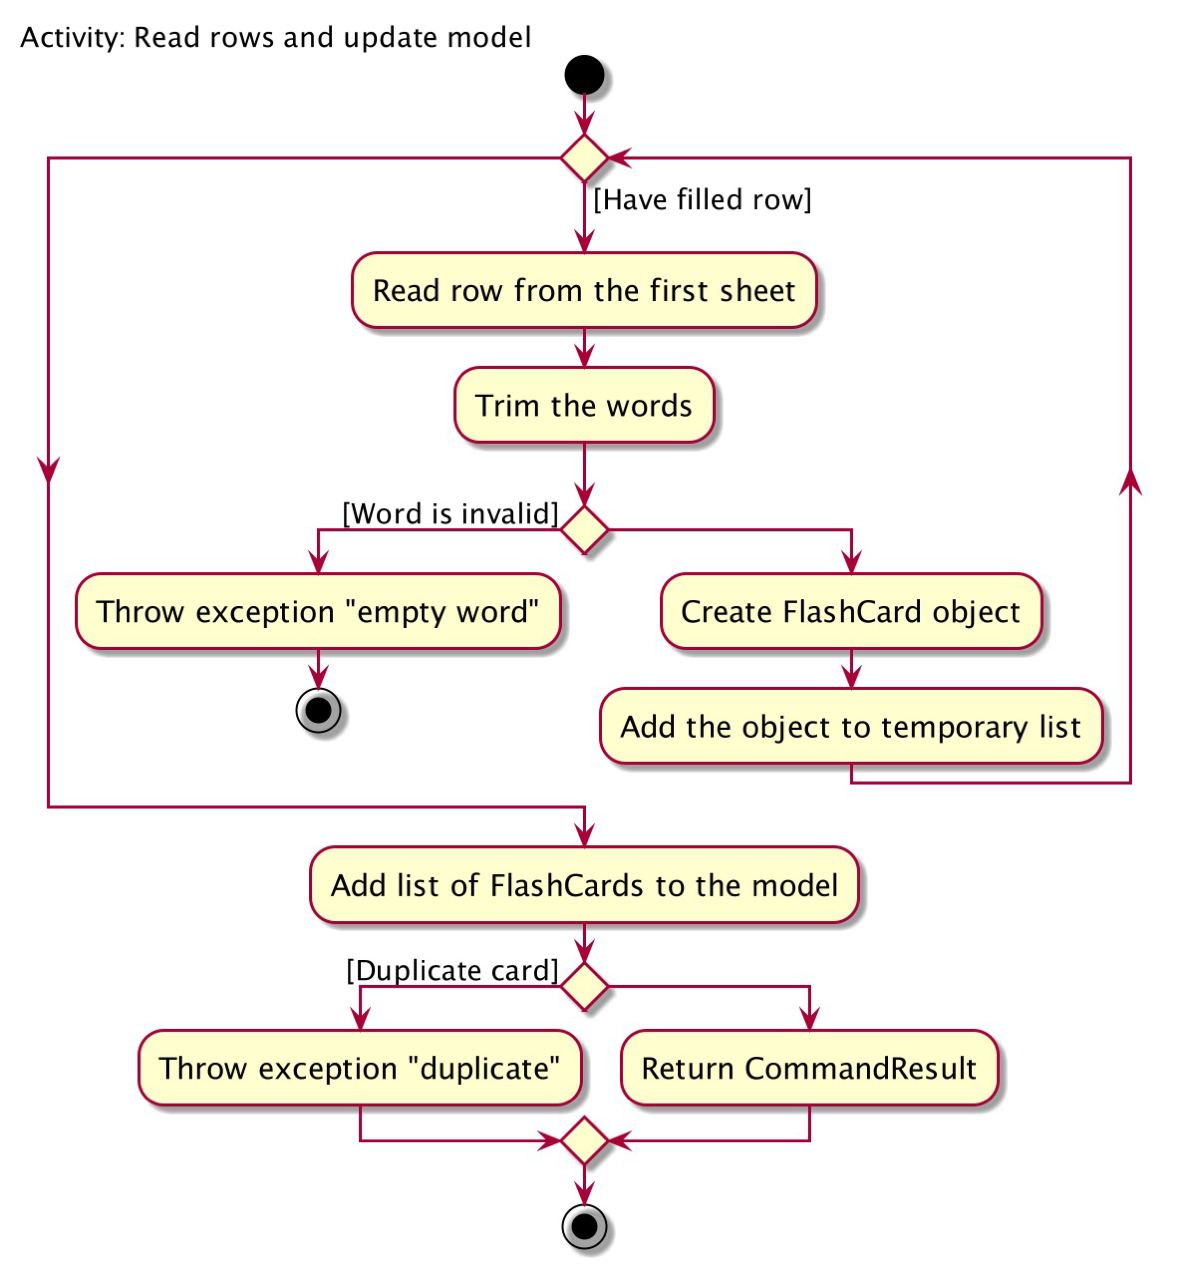 Activity: Read rows and update model
[Have filled row]
Read row from the first sheet
Trim the words
[Word is invalid]
Throw exception "empty word"
Create FlashCard object
Add the object to temporary list
Add list of FlashCards to the model
[Duplicate card]
Throw exception "duplicate"
Return CommandResult